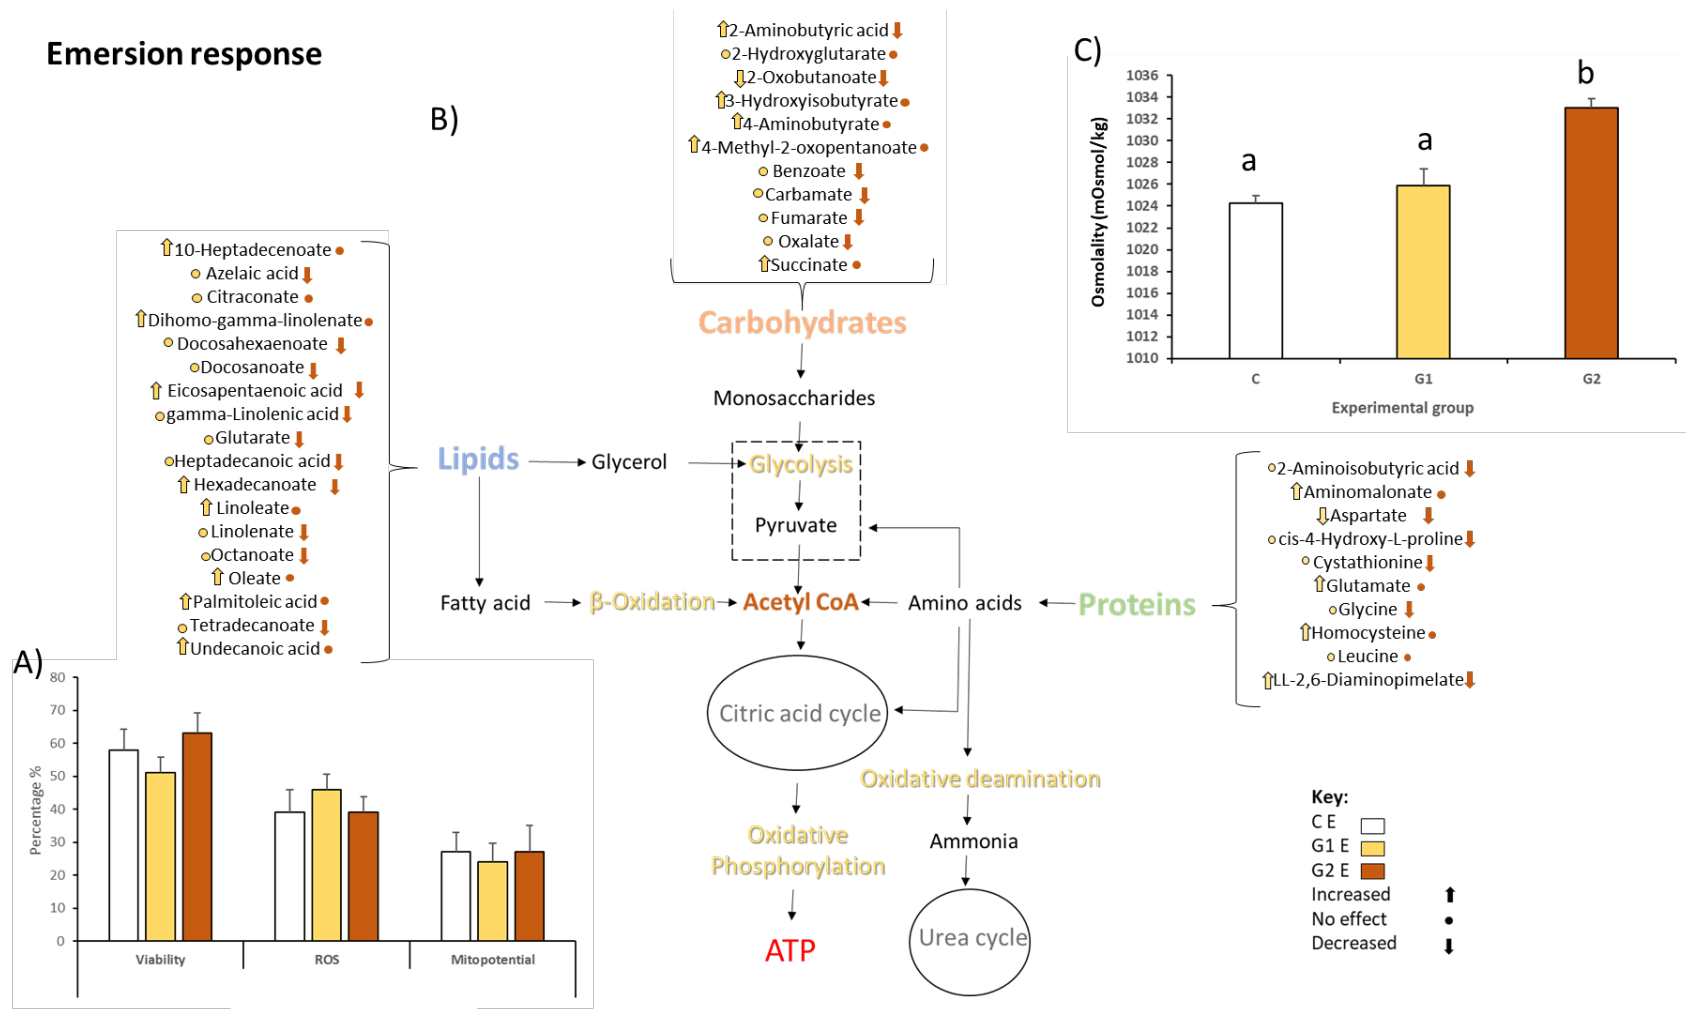 Emersion response
B)
2-Aminobutyric acid
2-Hydroxyglutarate
2-Oxobutanoate
3-Hydroxyisobutyrate
4-Aminobutyrate
4-Methyl-2-oxopentanoate
Benzoate
Carbamate
Fumarate
Oxalate
Succinate
Carbohydrates
Monosaccharides
Glycolysis
Pyruvate
Acetyl CoA
Citric acid cycle
Oxidative
Phosphorylation
ATP
10-Heptadecenoate
Azelaic acid
Citraconate
Dihomo-gamma-linolenate
Docosahexaenoate
Docosanoate
Eicosapentaenoic acid
gamma-Linolenic acid
Glutarate
Heptadecanoic acid
Hexadecanoate
Linoleate
Linolenate
Octanoate
Oleate
Palmitoleic acid
Tetradecanoate
Undecanoic acid
Lipids
Glycerol
Fatty acid
β-Oxidation
Amino acids
Proteins
Oxidative deamination
Ammonia
Urea cycle
2-Aminoisobutyric acid
Aminomalonate
Aspartate
cis-4-Hydroxy-L-proline
Cystathionine
Glutamate
Glycine
Homocysteine
Leucine
LL-2,6-Diaminopimelate
C)
Osmolality (mOsmol/kg)
1036
1034
1030
1030
1028
1026
1024
1020
1020
1018
1016
1014
1012
1010
a
a
b
C
G1
G2
Experimental group
A)
Percentage %
80
70
60
50
40
30
20
10
0
Viability
ROS
Mitopotential
Key:
C E
G1 E
G2 E
Increased
No effect
Decreased